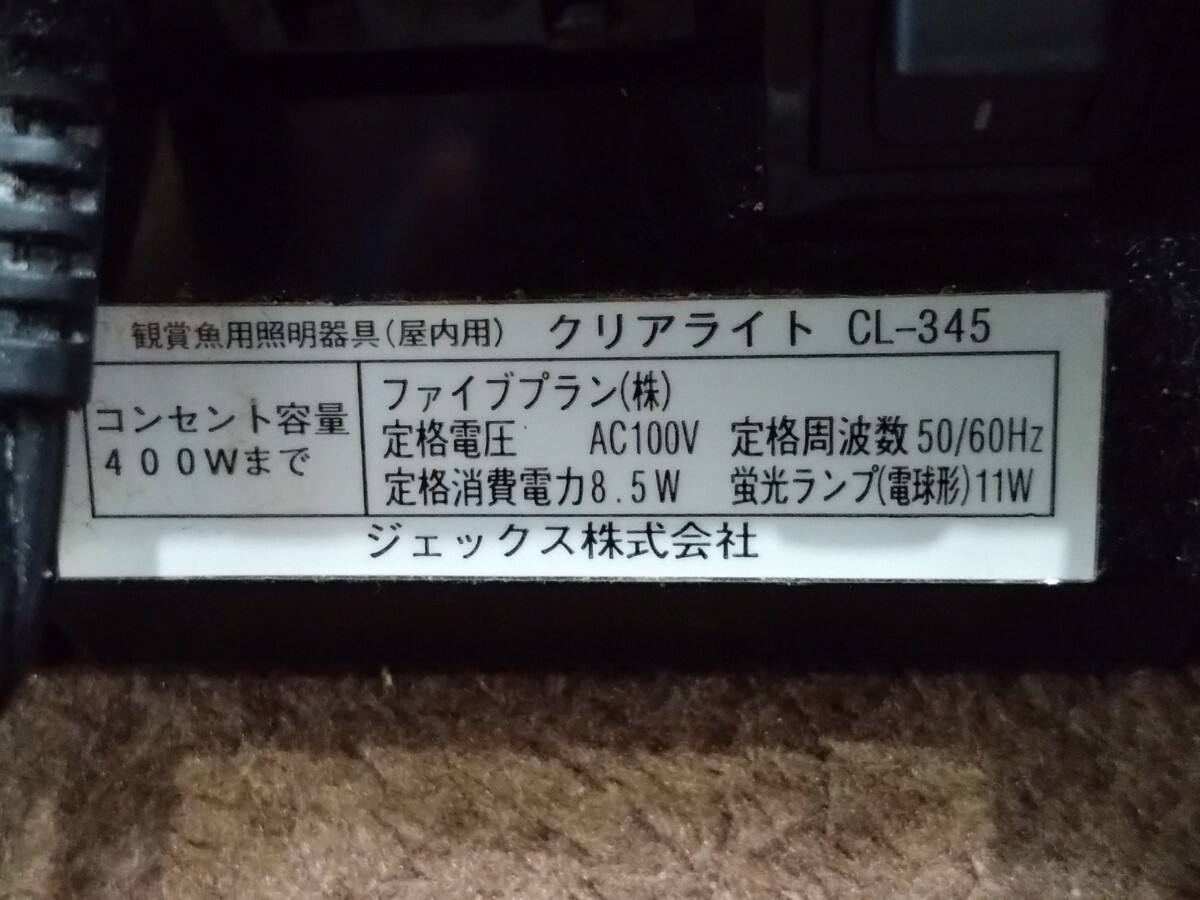 観賞魚用照明器具(屋内用) クリアライト CL-345
コンセント容量
４００Wまで
ファイブプラン(株)
定格電圧 AC100V 定格周波数 50/60Hz
定格消費電力8.5W 蛍光ランプ(電球形)11W
ジェックス株式会社